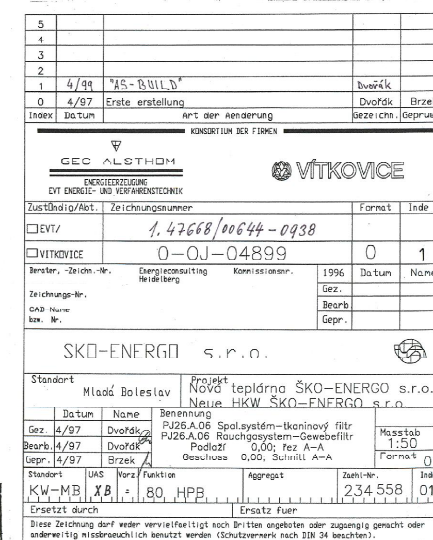 5
4
3
2
1 4/99 "AS-BUILD" Dvořák
0 4/97 Erste erstellung Dvořák Brze
Index Datum Art der Aenderung Gezeichn. Gepruı
KONSORTIUM DER FIRMEN
GEC ALSTHOM VÍTKOVICE
ENERGIEERZEUGUNG
EVT ENERGIE- UND VERFAHRENSTECHNIK
Zuständig/Abt. Zeichnungsnummer Format Inde
EVT/ 1.47668/00644-0938
VITKOVICE 0-OJ-04899 0 1
Berater, -Zeichn.-Nr. Energieconsulting Kommissionsnr. 1996 Datum Name
Heidelberg
Gez.
Zeichnungs-Nr.
Bearb.
CAD-Name
bzw. Nr. Gepr.
ŠKO-ENERGO s.r.o.
Standort Projekt
Mladá Boleslav Nová teplárna ŠKO-ENERGO s.r.o.
Neue HKW ŠKO-ENERGO s.r.o.
Datum Name Benennung
Gez. 4/97 Dvořák PJ26.A.06 Spal.systém-tkaninový filtr
Bearb. 4/97 Dvořák PJ26.A.06 Rauchgasystem-Gewebefiltr
Gepr. 4/97 Brzek Podlaží 0,00; řez A-A
Geschoss 0,00; Schnitt A-A
Masstab
1:50
Format 0
Standort UAS Vorz. Funktion Aggregat Zaehl-Nr. Ind
KW-MB XB = 80 HPB 234 558 01
Ersetzt durch Ersatz fuer
Diese Zeichnung darf weder vervielfaeltigt noch Dritten angeboten oder zugaengig gemacht oder
anderweitig missbraeuchlich benutzt werden (Schutzvermerk nach DIN 34 beachten).